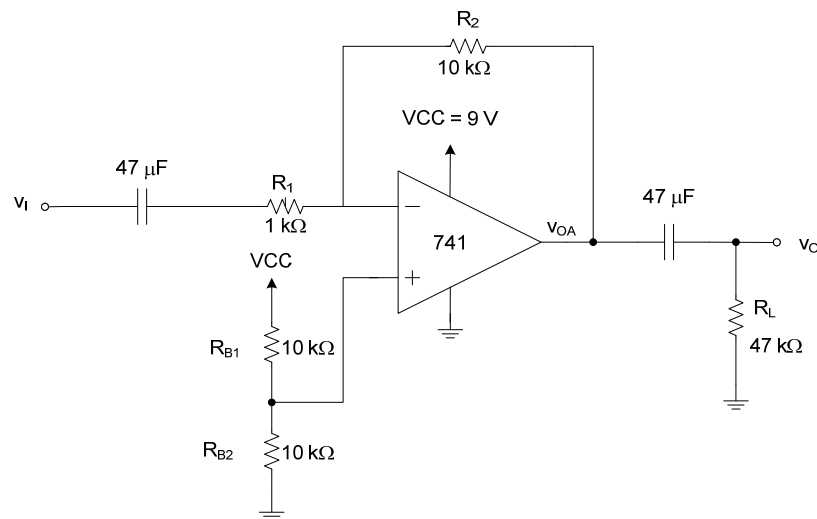 R2
10 kΩ
VCC = 9 V
47 µF
R1
47 µF
vI
1 kΩ
741
vOA
vO
VCC
RL
RB1
10 kΩ
47 kΩ
RB2
10 kΩ